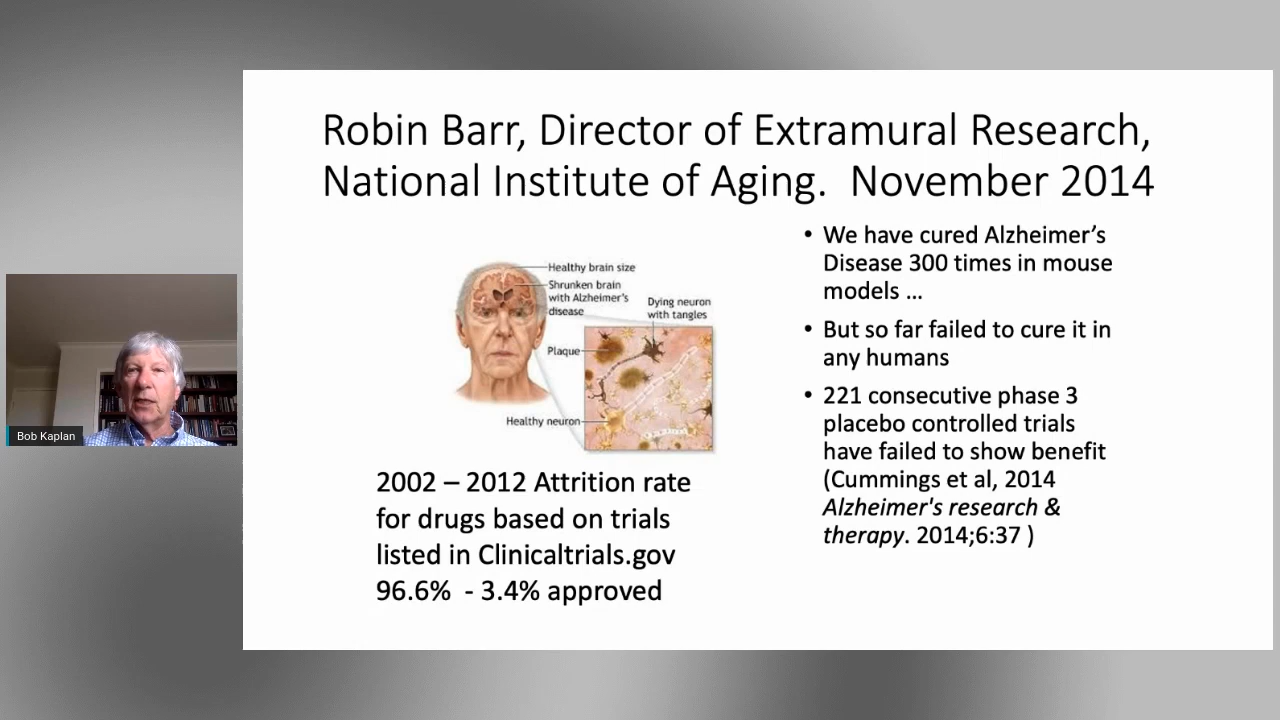 Robin Barr, Director of Extramural Research,
National Institute of Aging.  November 2014
Healthy brain size
Shrunken brain
with Alzheimer's
disease
Dying neuron
with tangles
Plaque
Healthy neuron
2002 – 2012 Attrition rate
for drugs based on trials
listed in Clinicaltrials.gov
96.6%  - 3.4% approved
• We have cured Alzheimer’s
Disease 300 times in mouse
models ...
• But so far failed to cure it in
any humans
• 221 consecutive phase 3
placebo controlled trials
have failed to show benefit
(Cummings et al, 2014
Alzheimer's research &
therapy. 2014;6:37 )
Bob Kaplan